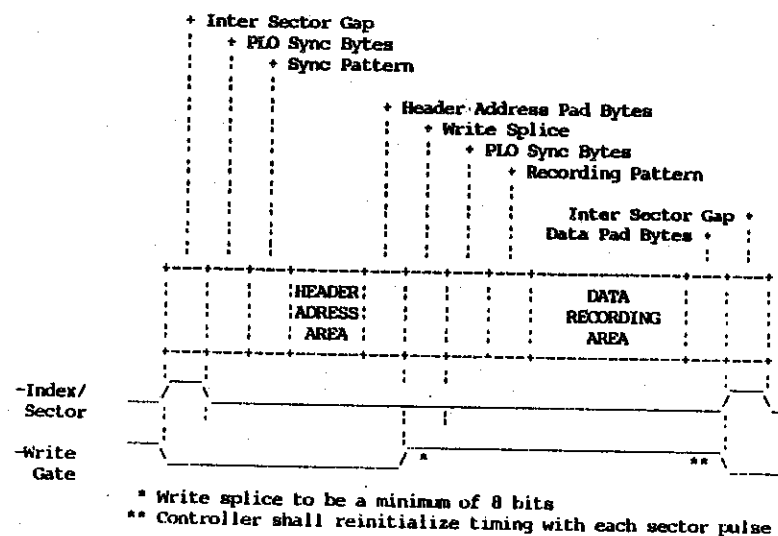 + Inter Sector Gap
+ PLO Sync Bytes
+ Sync Pattern
+ Header Address Pad Bytes
+ Write Splice
+ PLO Sync Bytes
+ Recording Pattern
Inter Sector Gap +
Data Pad Bytes +
HEADER
ADRESS
AREA
DATA
RECORDING
AREA
-Index/
Sector
-Write
Gate
*
**
* Write splice to be a minimum of 8 bits
** Controller shall reinitialize timing with each sector pulse